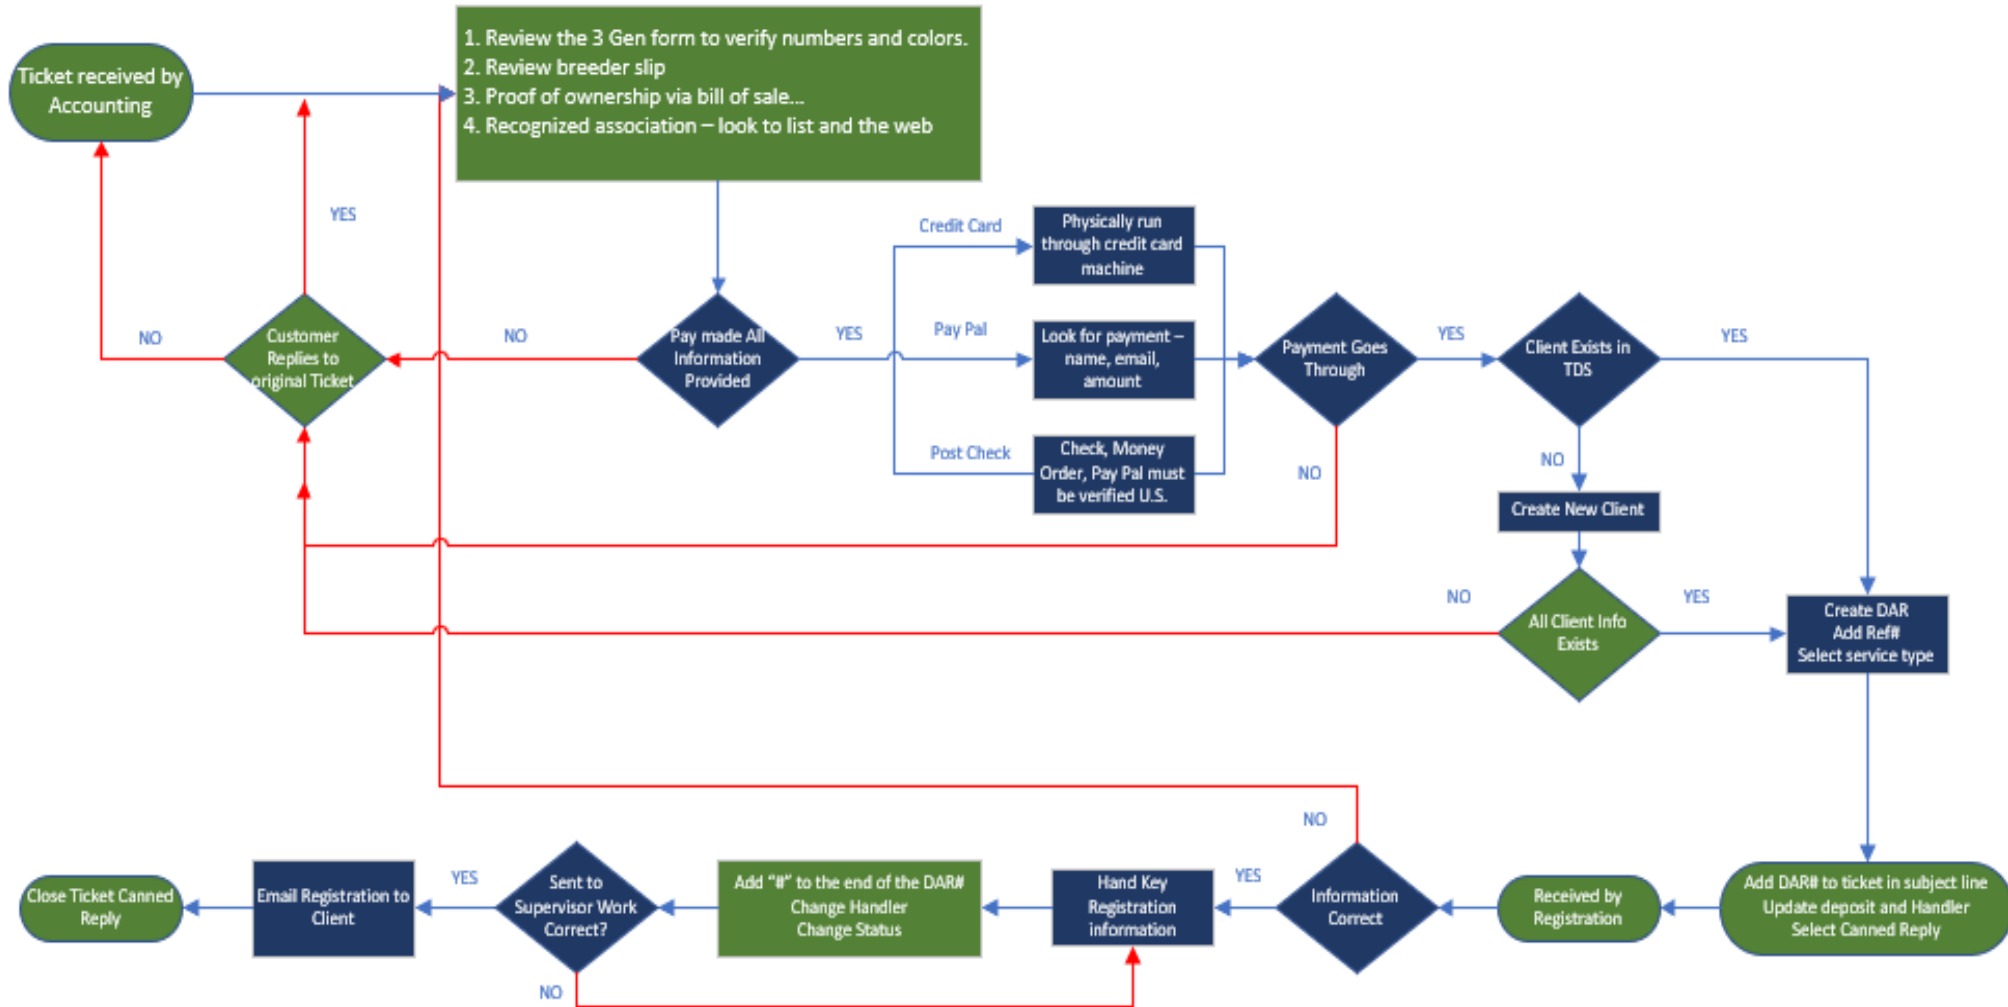 Ticket received by
Accounting
1. Review the 3 Gen form to verify numbers and colors.
2. Review breeder slip
3. Proof of ownership via bill of sale...
4. Recognized association – look to list and the web
YES
NO
Customer
Replies to
original Ticket
NO
Pay made All
Information
Provided
YES
Credit Card
Physically run
through credit card
machine
Pay Pal
Look for payment –
name, email,
amount
Post Check
Check, Money
Order, Pay Pal must
be verified U.S.
Payment Goes
Through
YES
NO
Client Exists in
TDS
YES
NO
Create New Client
NO
All Client Info
Exists
YES
Create DAR
Add Ref#
Select service type
Add DAR# to ticket in subject line
Update deposit and Handler
Select Canned Reply
Received by
Registration
NO
Information
Correct
YES
Hand Key
Registration
information
Add "#" to the end of the DAR#
Change Handler
Change Status
Sent to
Supervisor Work
Correct?
NO
YES
Email Registration to
Client
Close Ticket Canned
Reply